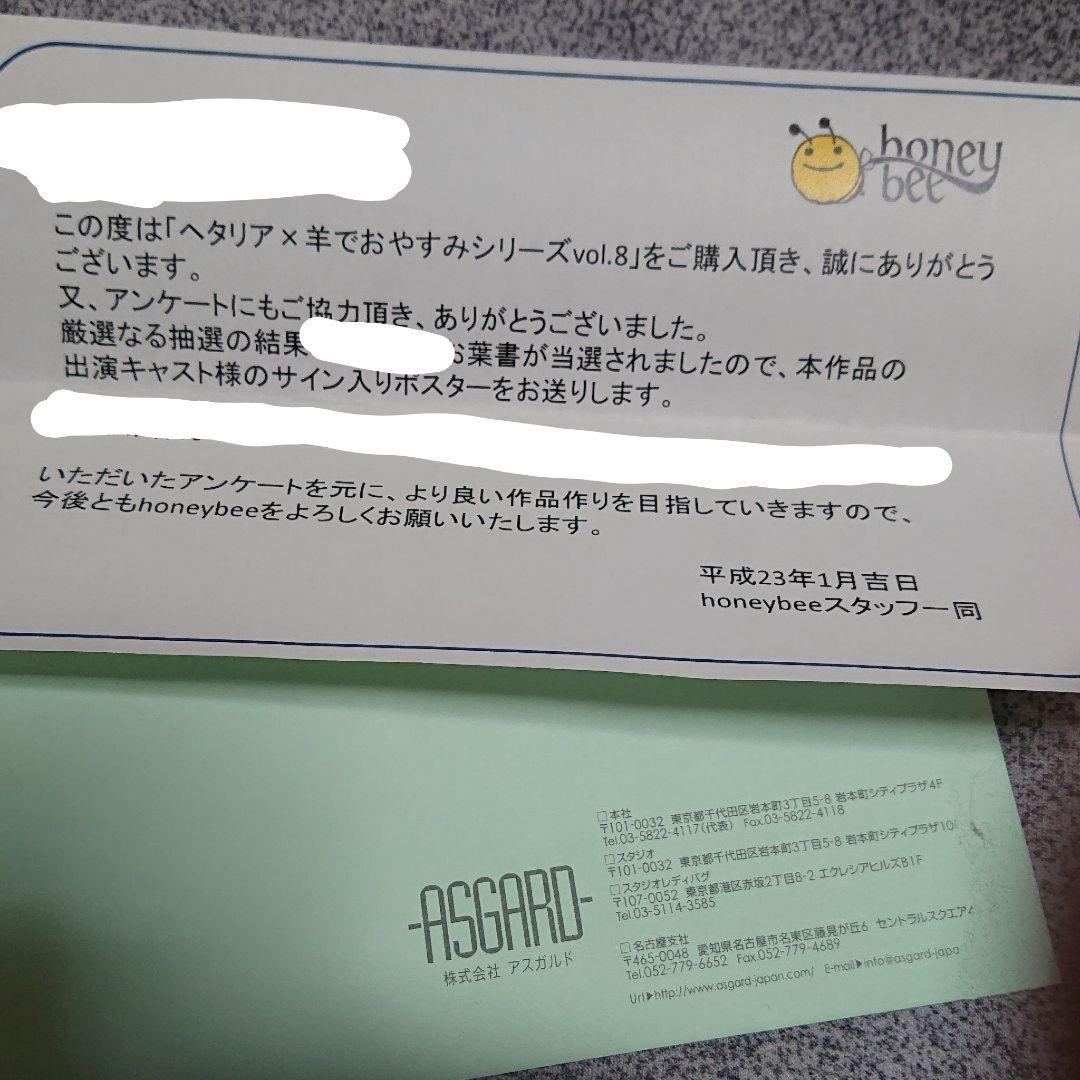 honey
bee
この度は「ヘタリア×羊でおやすみシリーズvol.8」をご購入頂き、誠にありがとう
ございます。
又、アンケートにもご協力頂き、ありがとうございました。
厳選なる抽選の結果
お葉書が当選されましたので、本作品の
出演キャスト様のサイン入りポスターをお送りします。
いただいたアンケートを元に、より良い作品作りを目指していきますので、
今後ともhoneybeeをよろしくお願いいたします。
平成23年1月吉日
honeybeeスタッフ一同
-ASGARD-
株式会社 アスガルド
□本社
〒101-0032 東京都千代田区岩本町3丁目5-8 岩本町シティプラザ4F
Tel.03-5822-4117(代表) Fax.03-5822-4118
□スタジオ
〒101-0032 東京都千代田区岩本町3丁目5-8 岩本町シティプラザ10
□スタジオレディバグ
〒107-0052 東京都港区赤坂2丁目8-2 エクレシアヒルズB1F
Tel.03-5114-3585
□名古屋支社
〒465-0048 愛知県名古屋市名東区藤見が丘6 セントラルスクエア
Tel.052-779-6652 Fax.052-779-4689
Url▶http://www.asgard-japan.com/ E-mail▶info@asgard-japa